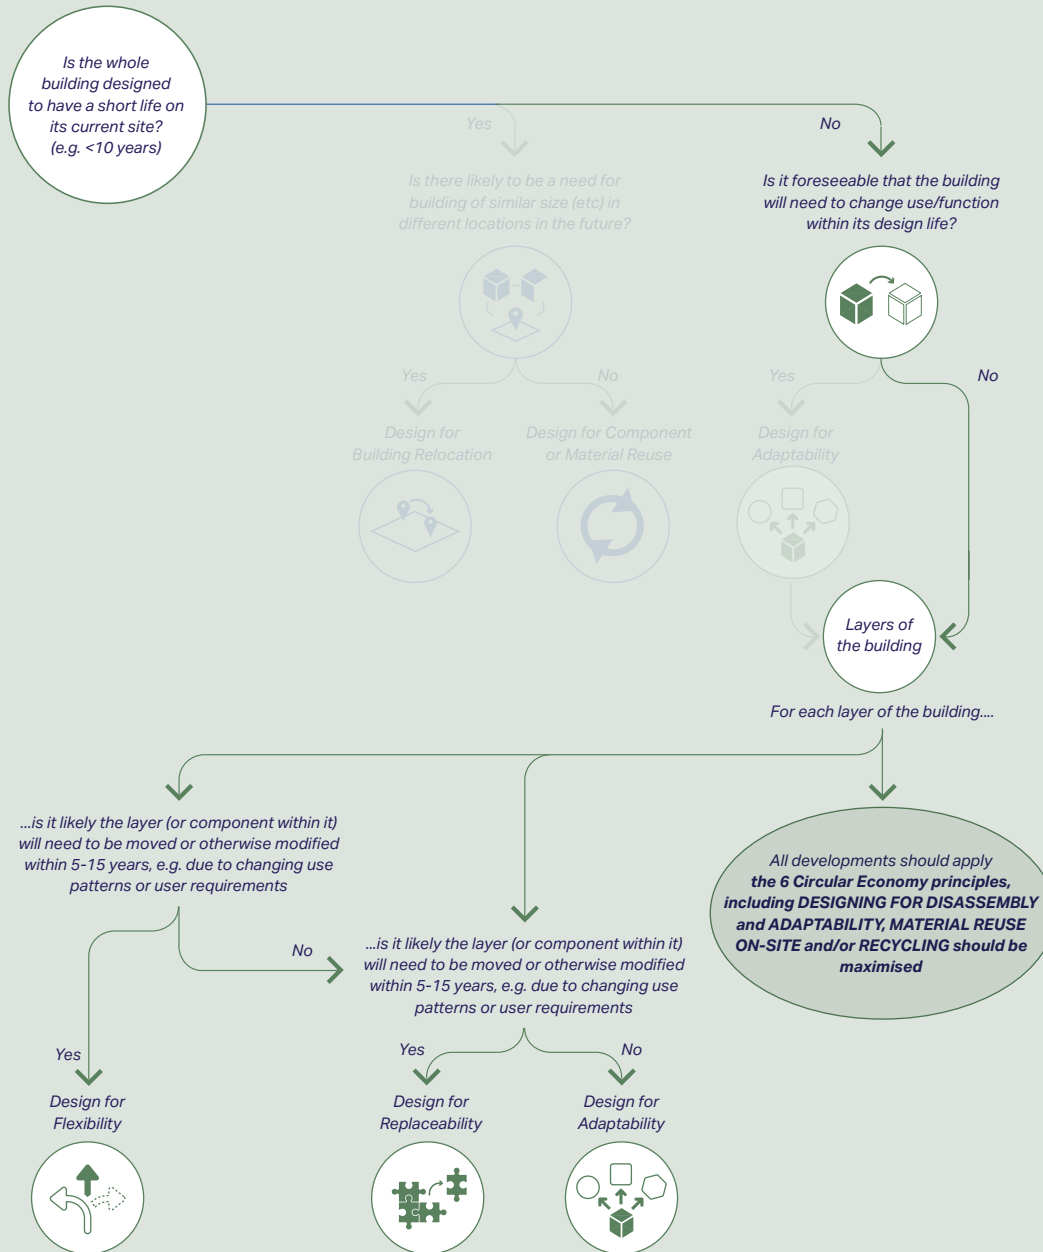 Is the whole
building designed
to have a short life on
its current site?
(e.g. <10 years)
Yes
No
Is there likely to be a need for
building of similar size (etc) in
different locations in the future?
Is it foreseeable that the building
will need to change use/function
within its design life?
Yes
No
Yes
No
Design for
Building Relocation
Design for Component
or Material Reuse
Design for
Adaptability
Layers of
the building
For each layer of the building....
...is it likely the layer (or component within it)
will need to be moved or otherwise modified
within 5-15 years, e.g. due to changing use
patterns or user requirements
All developments should apply
the 6 Circular Economy principles,
including DESIGNING FOR DISASSEMBLY
and ADAPTABILITY, MATERIAL REUSE
ON-SITE and/or RECYCLING should be
maximised
No
...is it likely the layer (or component within it)
will need to be moved or otherwise modified
within 5-15 years, e.g. due to changing use
patterns or user requirements
Yes
Yes
No
Design for
Flexibility
Design for
Replaceability
Design for
Adaptability